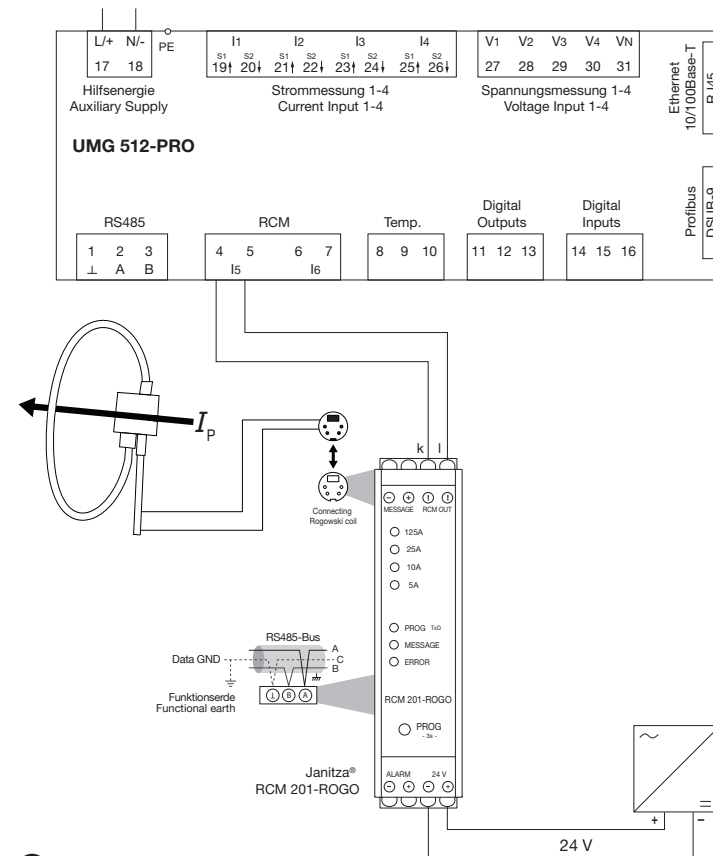 L/+ N/-
17 18
PE
Hilfsenergie
Auxiliary Supply
I1 I2 I3 I4
S1 S2 S1 S2 S1 S2 S1 S2
19↑ 20↓ 21↑ 22↓ 23↑ 24↓ 25↑ 26↓
Strommessung 1-4
Current Input 1-4
V1 V2 V3 V4 VN
27 28 29 30 31
Spannungsmessung 1-4
Voltage Input 1-4
Ethernet
10/100Base-T
RJ45
UMG 512-PRO
Profibus
DSUB-9
RS485
1 2 3
⊥ A B
RCM
4 5 6 7
I5 I6
Temp.
8 9 10
Digital
Outputs
11 12 13
Digital
Inputs
14 15 16
IP
Connecting
Rogowski coil
k l
- + I I
MESSAGE RCM OUT
125A
25A
10A
5A
PROG TxD
MESSAGE
ERROR
RCM 201-ROGO
PROG
- 3s -
ALARM 24 V
- + - +
RS485-Bus
A
C
B
Data GND
Funktionserde
Functional earth
⊥ B A
Janitza®
RCM 201-ROGO
~
=
+ -
24 V